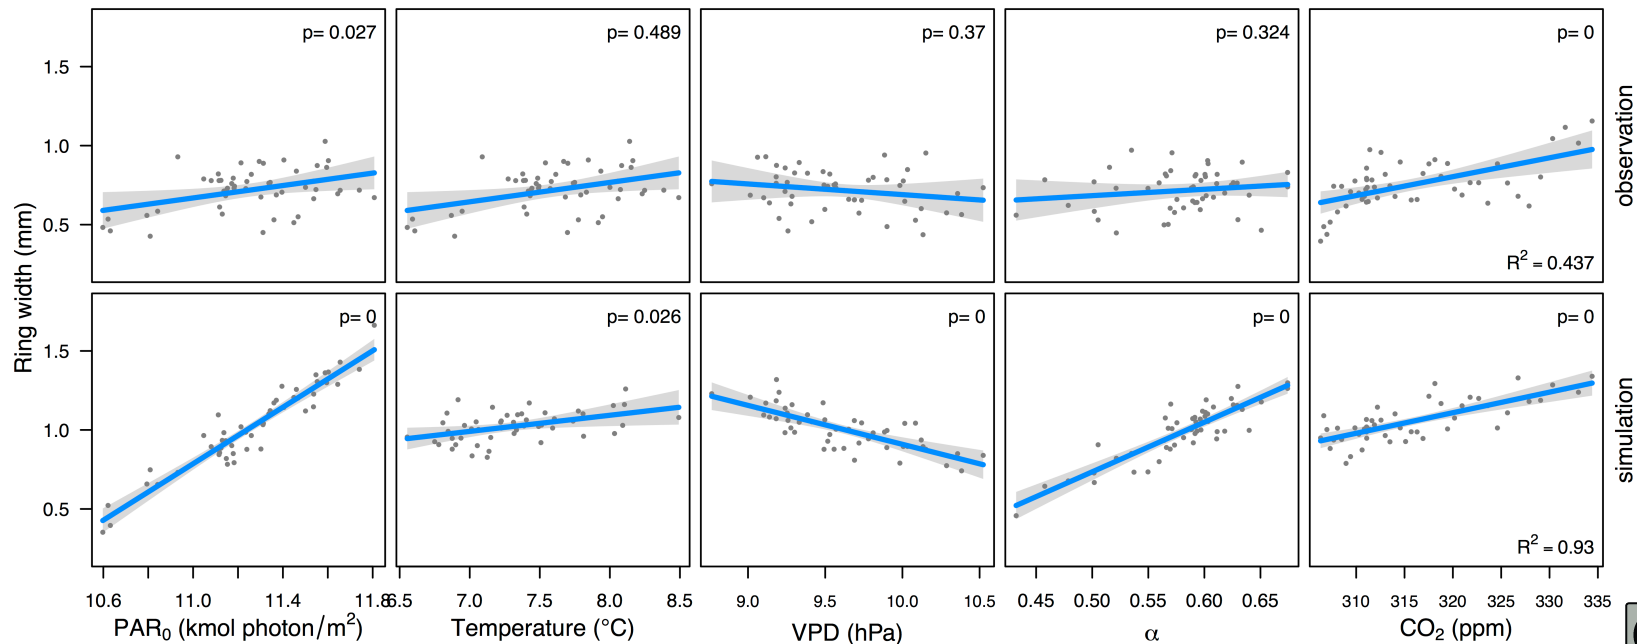 p= 0.027 p= 0.489 p= 0.37 p= 0.324 p= 0
R² = 0.437
observation
1.5
1.0
0.5
Ring width (mm)
p= 0 p= 0.026 p= 0 p= 0 p= 0
R² = 0.93
simulation
1.5
1.0
0.5
10.6 11.0 11.4 11.8 6.5 7.0 7.5 8.0 8.5 9.0 9.5 10.0 10.5 0.45 0.50 0.55 0.60 0.65 310 315 320 325 330 335
PAR₀ (kmol photon/m²) Temperature (°C) VPD (hPa) α CO₂ (ppm)